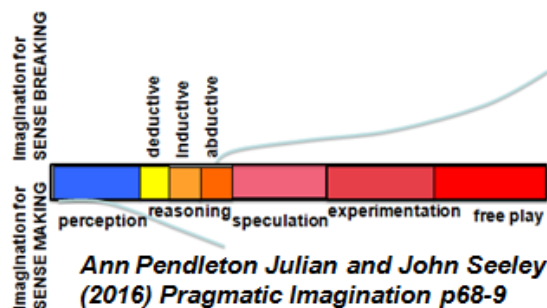 Imagination for
SENSE BREAKING
deductive
inductive
abductive
perception
reasoning
speculation
experimentation
free play
Imagination for
SENSE MAKING
Ann Pendleton Julian and John Seeley
(2016) Pragmatic Imagination p68-9